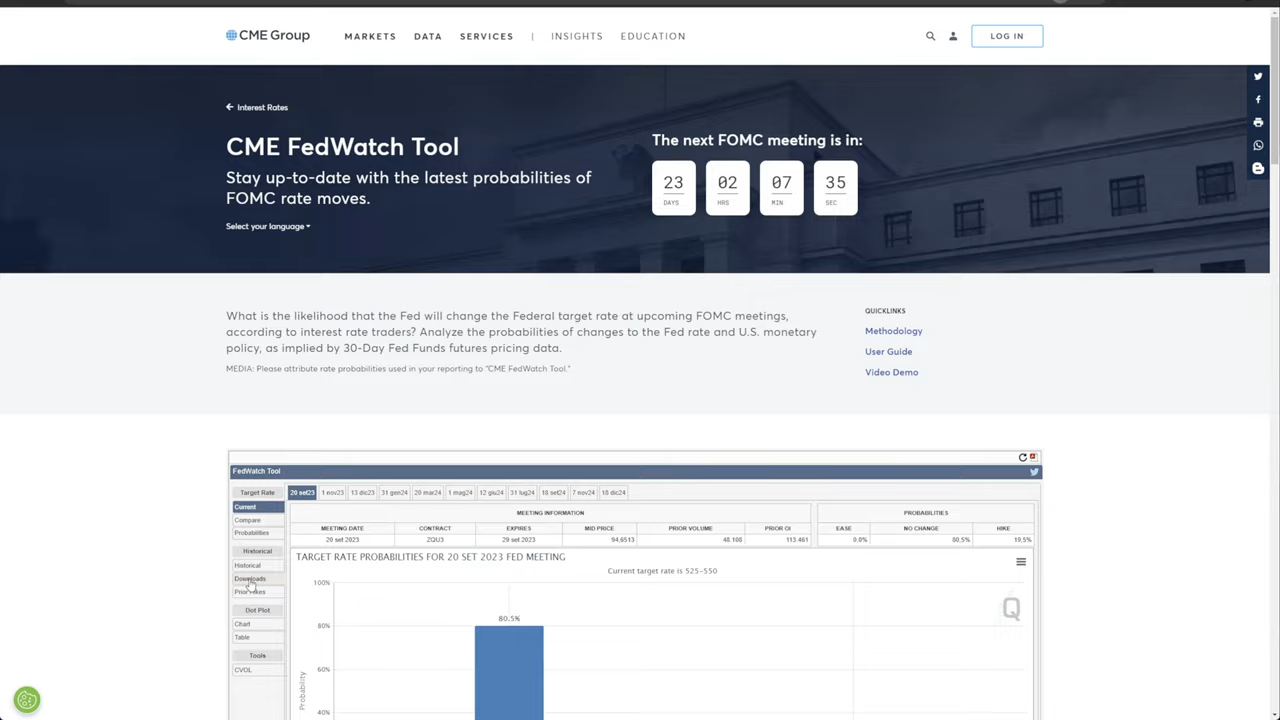 CME Group
MARKETS DATA SERVICES | INSIGHTS EDUCATION
LOG IN
Interest Rates
CME FedWatch Tool
Stay up-to-date with the latest probabilities of
FOMC rate moves.
Select your language
The next FOMC meeting is in:
23 02 07 35
DAYS HRS MIN SEC
What is the likelihood that the Fed will change the Federal target rate at upcoming FOMC meetings,
according to interest rate traders? Analyze the probabilities of changes to the Fed rate and U.S. monetary
policy, as implied by 30-Day Fed Funds futures pricing data.
MEDIA: Please attribute rate probabilities used in your reporting to "CME FedWatch Tool."
QUICKLINKS
Methodology
User Guide
Video Demo
FedWatch Tool
Target Rate
Current
Compare
Probabilities
Historical
Historical
Downloads
Prior Hikes
Dot Plot
Chart
Table
Tools
CVOL
20 set23 1 nov23 13 dic23 31 gen24 20 mar24 1 mag24 12 giu24 31 lug24 18 set24 7 nov24 18 dic24
MEETING INFORMATION
MEETING DATE CONTRACT EXPIRES MID PRICE PRIOR VOLUME PRIOR OI
20 set 2023 ZQU3 29 set 2023 94,6513 48.108 113.461
PROBABILITIES
EASE NO CHANGE HIKE
0,0% 80,5% 19,5%
TARGET RATE PROBABILITIES FOR 20 SET 2023 FED MEETING
Current target rate is 525–550
Q
100%
80.5%
80%
60%
40%
Probability